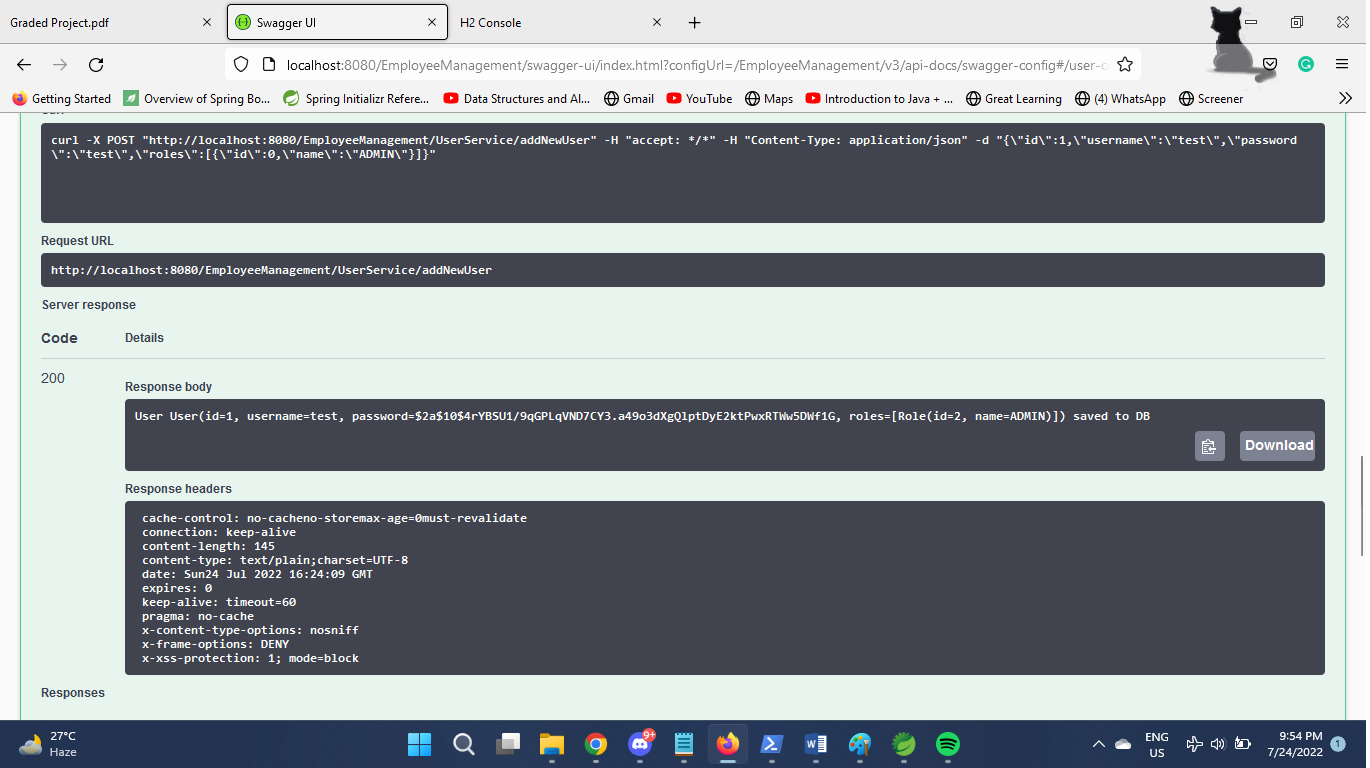 Graded Project.pdf
Swagger UI
H2 Console
localhost:8080/EmployeeManagement/swagger-ui/index.html?configUrl=/EmployeeManagement/v3/api-docs/swagger-config#/user-c
Getting Started
Overview of Spring Bo...
Spring Initializr Refere...
Data Structures and Al...
Gmail
YouTube
Maps
Introduction to Java + ...
Great Learning
(4) WhatsApp
Screener
curl -X POST "http://localhost:8080/EmployeeManagement/UserService/addNewUser" -H "accept: */*" -H "Content-Type: application/json" -d "{\"id\":1,\"username\":\"test\",\"password
\":\"test\",\"roles\":[{\"id\":0,\"name\":\"ADMIN\"}]}"
Request URL
http://localhost:8080/EmployeeManagement/UserService/addNewUser
Server response
Code
Details
200
Response body
User User(id=1, username=test, password=$2a$10$4rYBSU1/9qGPLqVND7CY3.a49o3dXgQlptDyE2ktPwxRTWw5DWf1G, roles=[Role(id=2, name=ADMIN)]) saved to DB
Download
Response headers
cache-control: no-cacheno-storemax-age=0must-revalidate
connection: keep-alive
content-length: 145
content-type: text/plain;charset=UTF-8
date: Sun24 Jul 2022 16:24:09 GMT
expires: 0
keep-alive: timeout=60
pragma: no-cache
x-content-type-options: nosniff
x-frame-options: DENY
x-xss-protection: 1; mode=block
Responses
27°C
Haze
9+
ENG
US
9:54 PM
7/24/2022
1